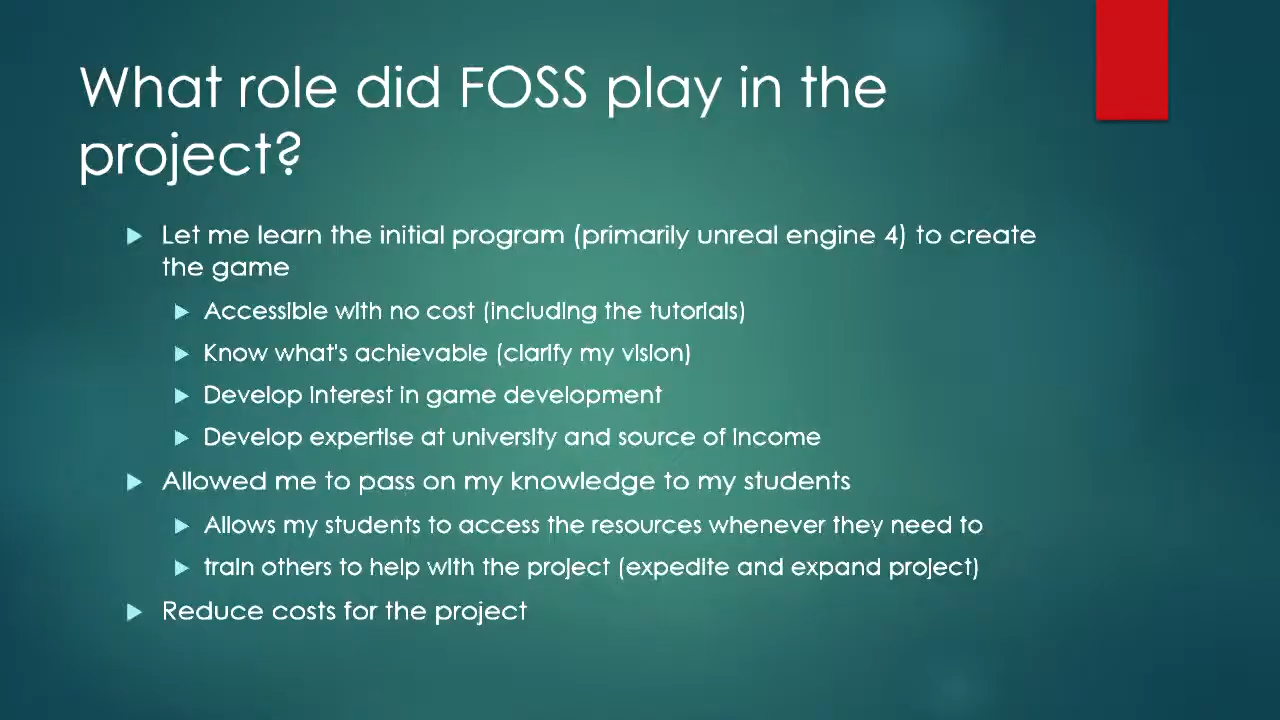 What role did FOSS play in the
project?
Let me learn the initial program (primarily unreal engine 4) to create
the game
Accessible with no cost (including the tutorials)
Know what's achievable (clarify my vision)
Develop interest in game development
Develop expertise at university and source of income
Allowed me to pass on my knowledge to my students
Allows my students to access the resources whenever they need to
train others to help with the project (expedite and expand project)
Reduce costs for the project